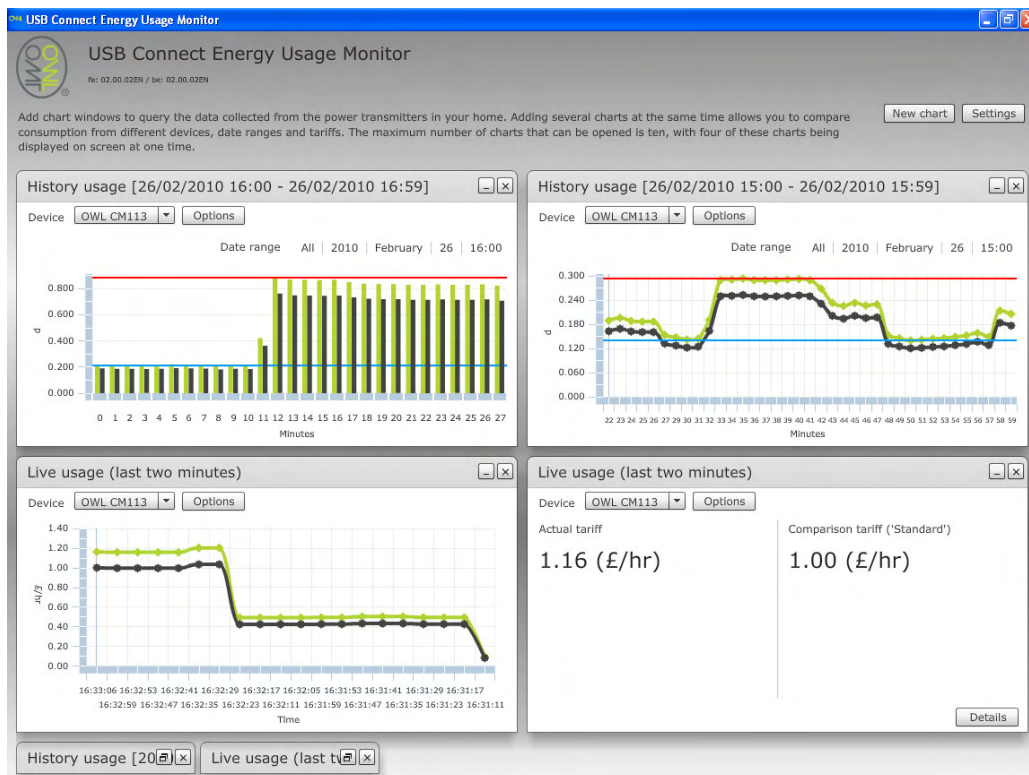 OWL USB Connect Energy Usage Monitor
OWL
OWL
USB Connect Energy Usage Monitor
fe: 02.00.02EN / be: 02.00.02EN
Add chart windows to query the data collected from the power transmitters in your home. Adding several charts at the same time allows you to compare
consumption from different devices, date ranges and tariffs. The maximum number of charts that can be opened is ten, with four of these charts being
displayed on screen at one time.
New chart
Settings
History usage [26/02/2010 16:00 - 26/02/2010 16:59]
Device OWL CM113 Options
Date range All 2010 February 26 16:00
0.800
0.600
0.400
0.200
0.000
p
0 1 2 3 4 5 6 7 8 9 10 11 12 13 14 15 16 17 18 19 20 21 22 23 24 25 26 27
Minutes
History usage [26/02/2010 15:00 - 26/02/2010 15:59]
Device OWL CM113 Options
Date range All 2010 February 26 15:00
0.300
0.240
0.180
0.120
0.060
0.000
p
22 23 24 25 26 27 29 30 31 32 33 34 35 36 37 38 39 40 41 42 43 44 45 46 47 48 49 50 51 52 53 54 55 56 57 58 59
Minutes
Live usage (last two minutes)
Device OWL CM113 Options
1.40
1.20
1.00
0.80
0.60
0.40
0.20
0.00
£/hr
16:33:06 16:32:53 16:32:41 16:32:29 16:32:17 16:32:05 16:31:53 16:31:41 16:31:29 16:31:17
16:32:59 16:32:47 16:32:35 16:32:23 16:32:11 16:31:59 16:31:47 16:31:35 16:31:23 16:31:11
Time
Live usage (last two minutes)
Device OWL CM113 Options
Actual tariff
1.16 (£/hr)
Comparison tariff ('Standard')
1.00 (£/hr)
Details
History usage [20
Live usage (last tw